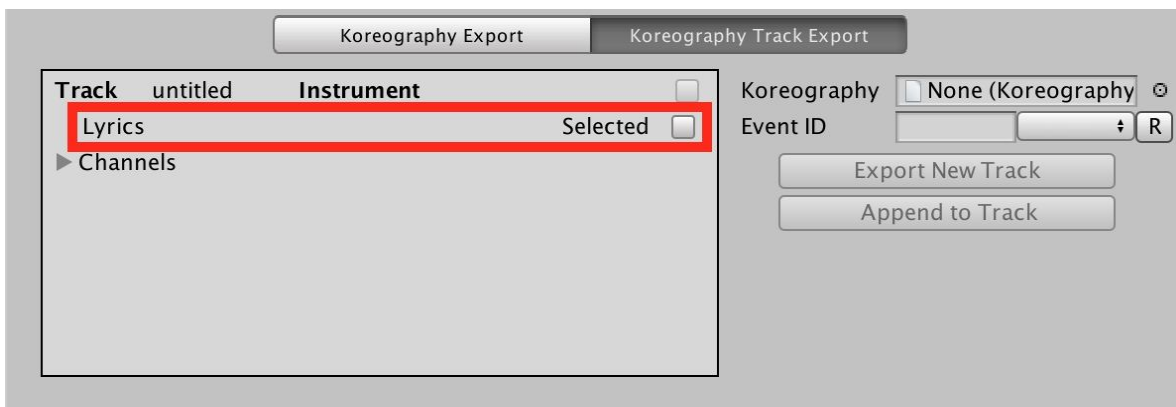 Koreography Export Koreography Track Export
Track untitled Instrument
Koreography None (Koreography
Lyrics Selected
Event ID R
Channels
Export New Track
Append to Track